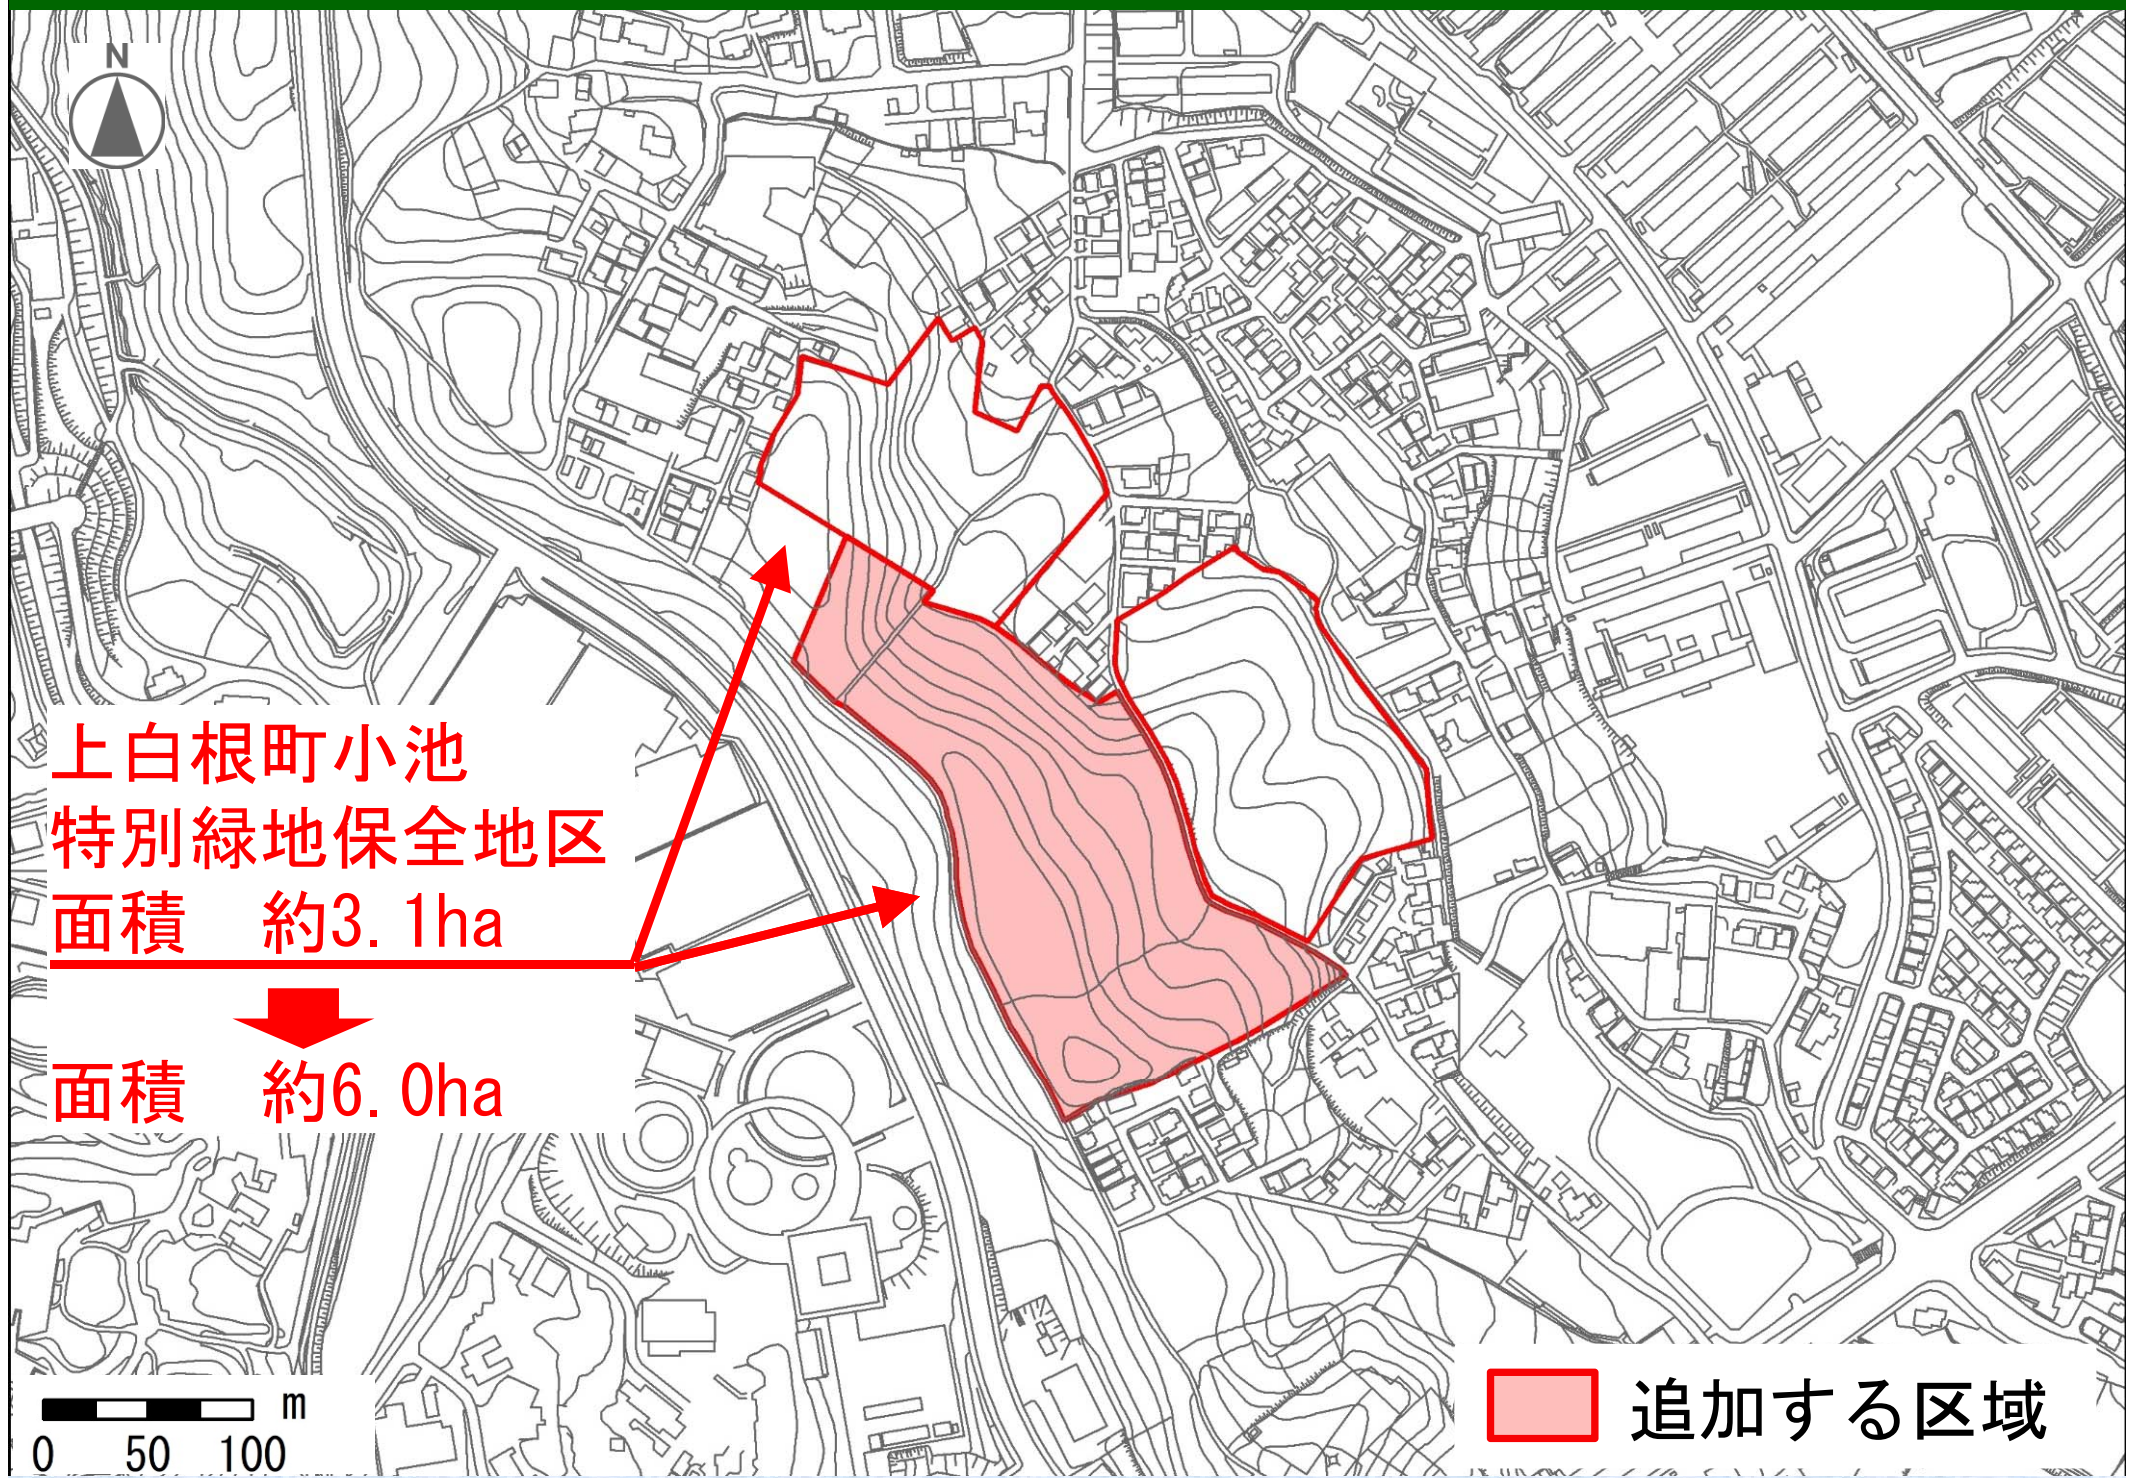 N
上白根町小池
特別緑地保全地区
面積　約3.1ha
面積　約6.0ha
m
0 50 100
追加する区域